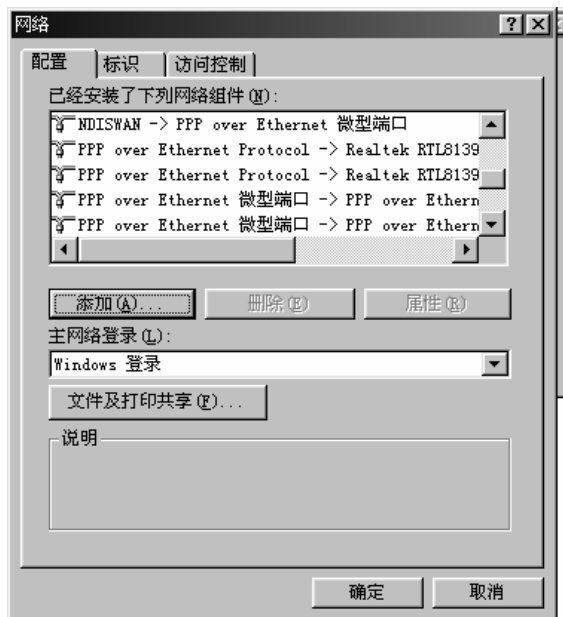 网络
配置 标识 访问控制
已经安装了下列网络组件(N):
NDISWAN -> PPP over Ethernet 微型端口
PPP over Ethernet Protocol -> Realtek RTL8139
PPP over Ethernet Protocol -> Realtek RTL8139
PPP over Ethernet 微型端口 -> PPP over Ethern
PPP over Ethernet 微型端口 -> PPP over Ethern
添加(A)... 删除(E) 属性(R)
主网络登录(L):
Windows 登录
文件及打印共享(F)...
说明
确定 取消